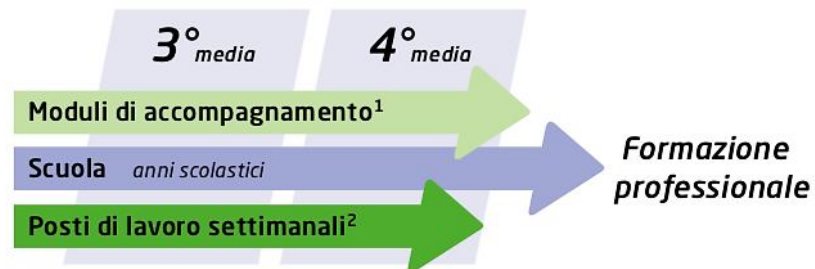 3° media 4° media
Moduli di accompagnamento¹
Scuola anni scolastici
Posti di lavoro settimanali²
Formazione
professionale